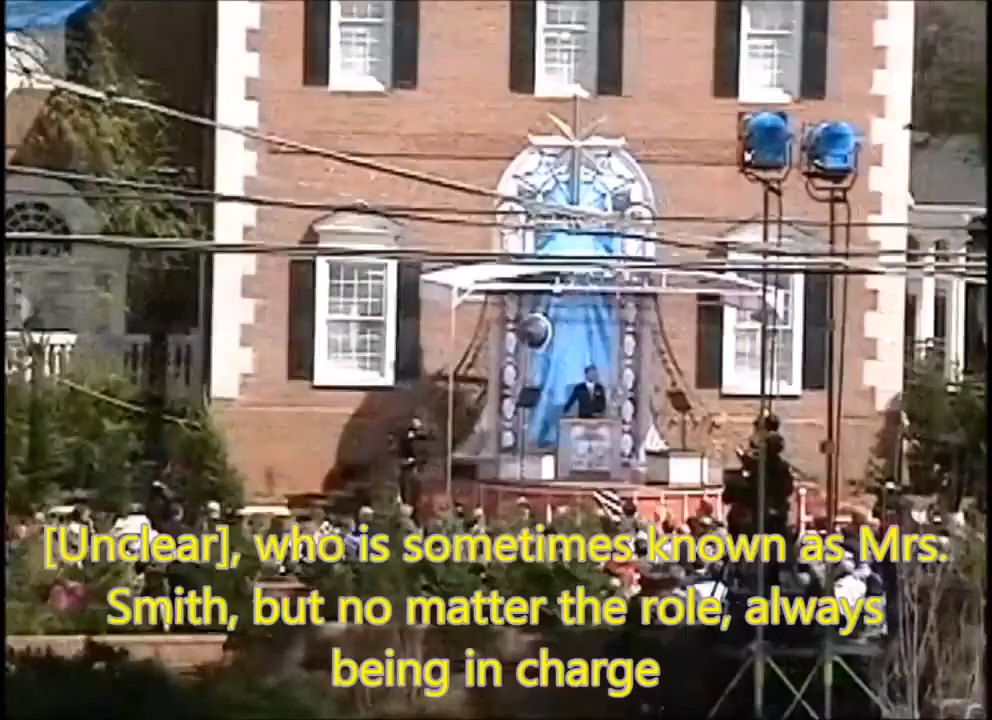 [Unclear], who is sometimes known as Mrs.
Smith, but no matter the role, always
being in charge